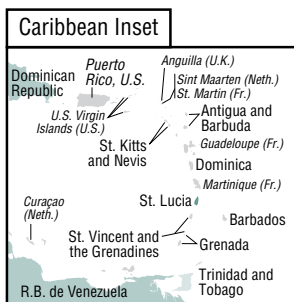 Caribbean Inset
Dominican
Republic
Puerto
Rico, U.S.
U.S. Virgin
Islands (U.S.)
Anguilla (U.K.)
Sint Maarten (Neth.)
St. Martin (Fr.)
Antigua and
Barbuda
St. Kitts
and Nevis
Guadeloupe (Fr.)
Dominica
Martinique (Fr.)
St. Lucia
Curaçao
(Neth.)
Barbados
St. Vincent and
the Grenadines
Grenada
Trinidad and
Tobago
R.B. de Venezuela